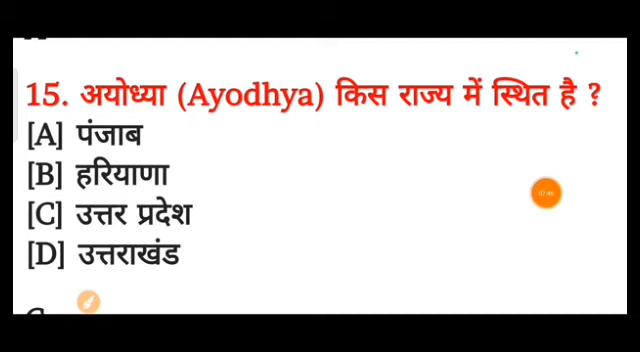 15. अयोध्या (Ayodhya) किस राज्य में स्थित है ?
[A] पंजाब
[B] हरियाणा
[C] उत्तर प्रदेश
[D] उत्तराखंड